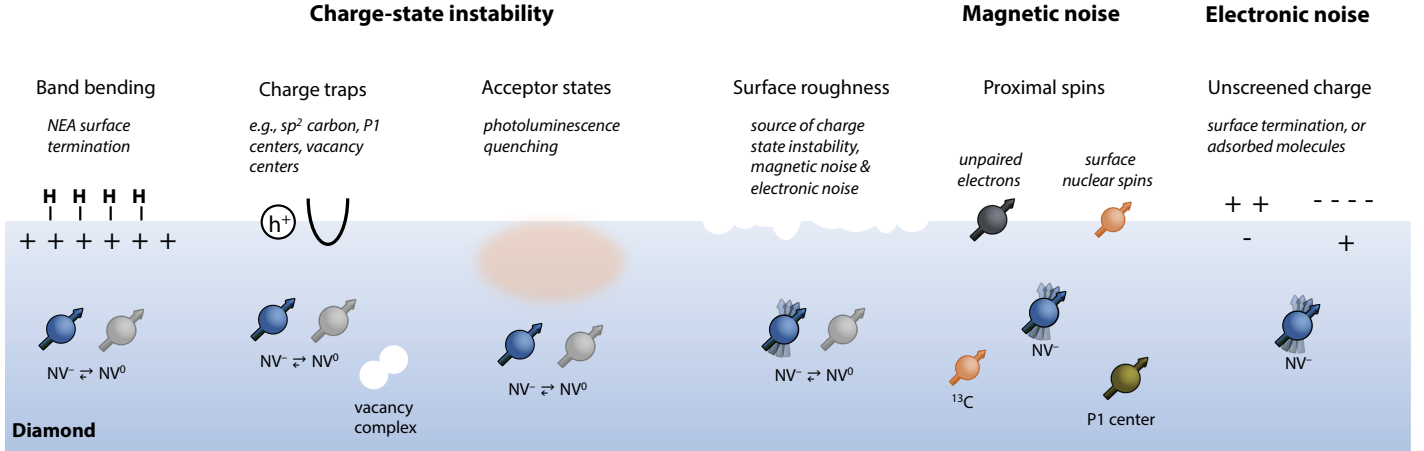 Charge-state instability
Magnetic noise
Electronic noise
Band bending
NEA surface
termination
H H H H
+ + + + + +
NV⁻ ⇄ NV⁰
Charge traps
e.g., sp² carbon, P1
centers, vacancy
centers
h⁺
NV⁻ ⇄ NV⁰
vacancy
complex
Acceptor states
photoluminescence
quenching
NV⁻ ⇄ NV⁰
Surface roughness
source of charge
state instability,
magnetic noise &
electronic noise
NV⁻ ⇄ NV⁰
Proximal spins
unpaired
electrons
surface
nuclear spins
NV⁻
¹³C
P1 center
Unscreened charge
surface termination, or
adsorbed molecules
+ + - - - -
- +
NV⁻
Diamond